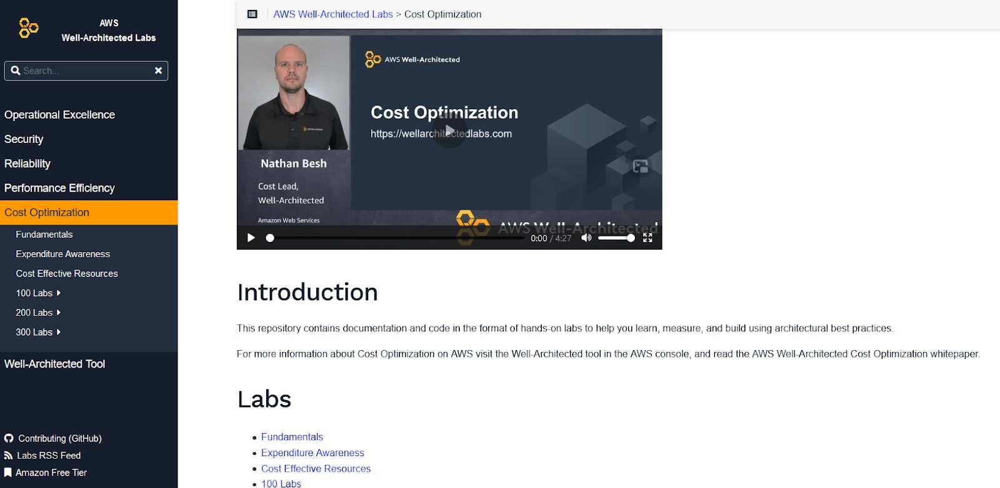 AWS
Well-Architected Labs
Search...
Operational Excellence
Security
Reliability
Performance Efficiency
Cost Optimization
Fundamentals
Expenditure Awareness
Cost Effective Resources
100 Labs
200 Labs
300 Labs
Well-Architected Tool
Contributing (GitHub)
Labs RSS Feed
Amazon Free Tier
AWS Well-Architected Labs > Cost Optimization
AWS Well-Architected
Cost Optimization
https://wellarchitectedlabs.com
Nathan Besh
Cost Lead,
Well-Architected
Amazon Web Services
AWS Well-Architected
0:00 / 4:27
Introduction
This repository contains documentation and code in the format of hands-on labs to help you learn, measure, and build using architectural best practices.
For more information about Cost Optimization on AWS visit the Well-Architected tool in the AWS console, and read the AWS Well-Architected Cost Optimization whitepaper.
Labs
Fundamentals
Expenditure Awareness
Cost Effective Resources
100 Labs